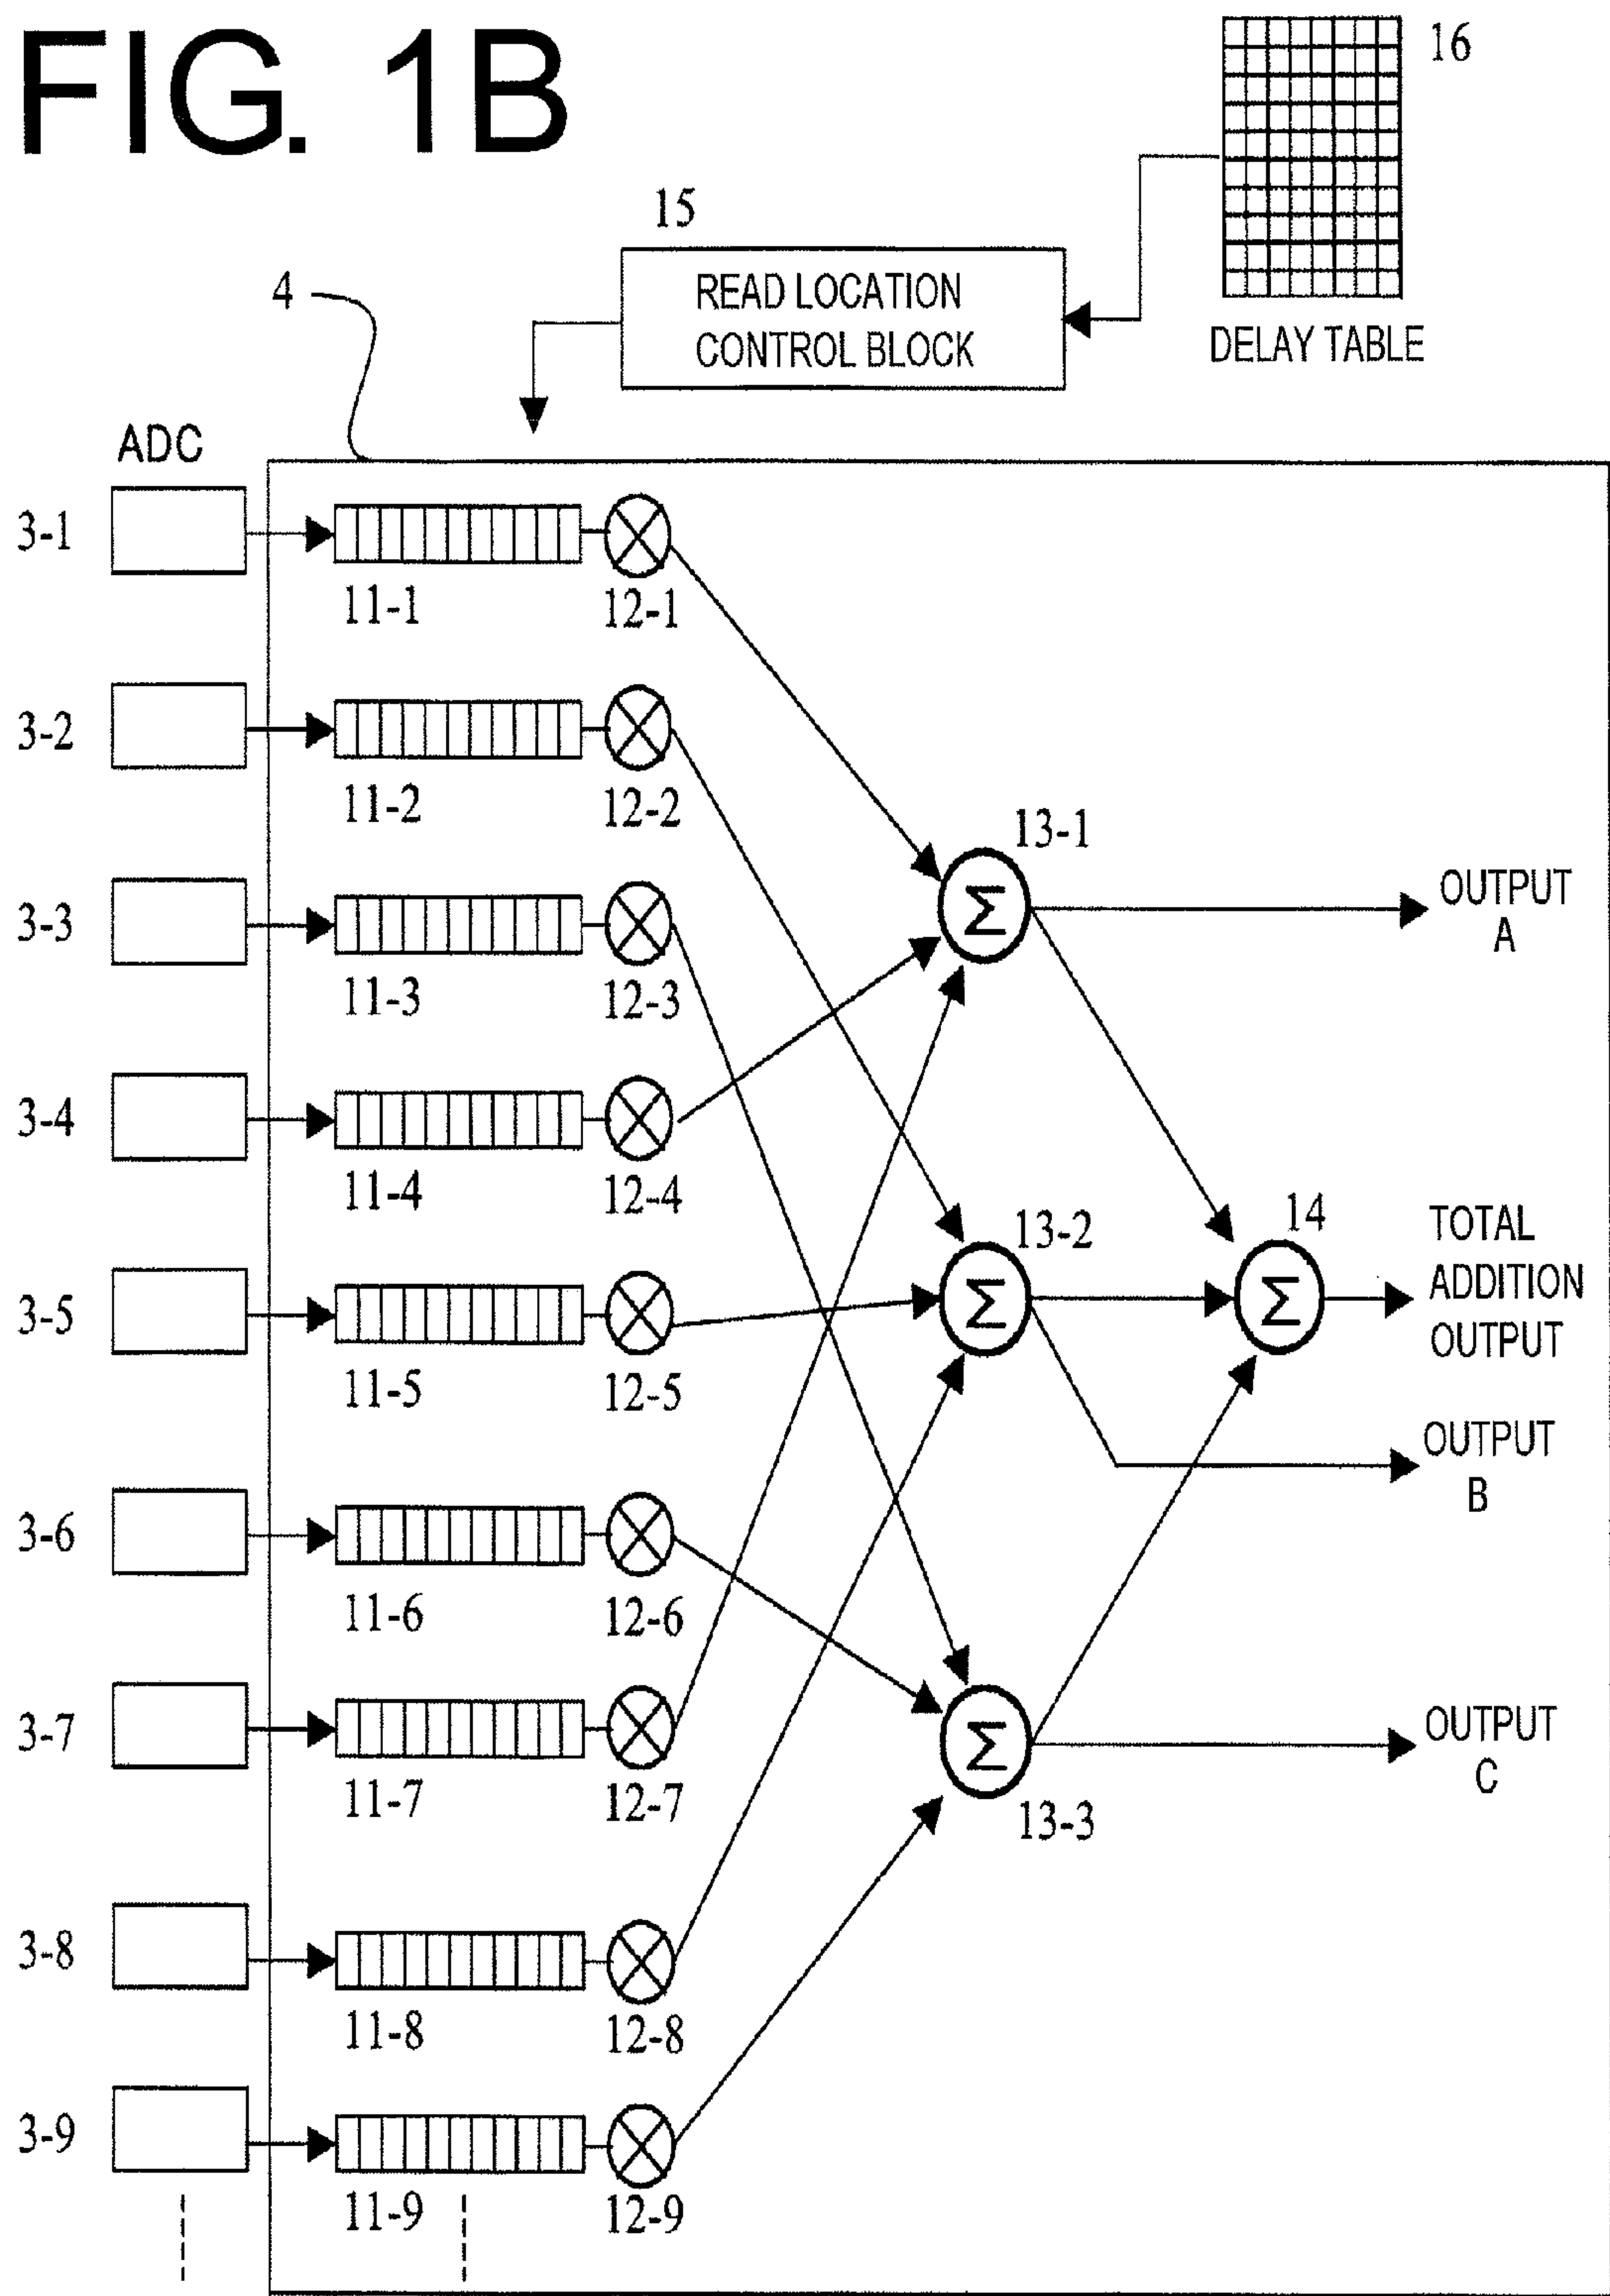 FIG. 1B
16
15
READ LOCATION
CONTROL BLOCK
DELAY TABLE
4
ADC
3-1
11-1
12-1
3-2
11-2
12-2
13-1
3-3
OUTPUT
A
Σ
11-3
12-3
3-4
11-4
12-4
13-2
14
TOTAL
ADDITION
OUTPUT
3-5
Σ
Σ
11-5
12-5
OUTPUT
B
3-6
11-6
12-6
3-7
Σ
OUTPUT
C
11-7
12-7
13-3
3-8
11-8
12-8
3-9
11-9
12-9